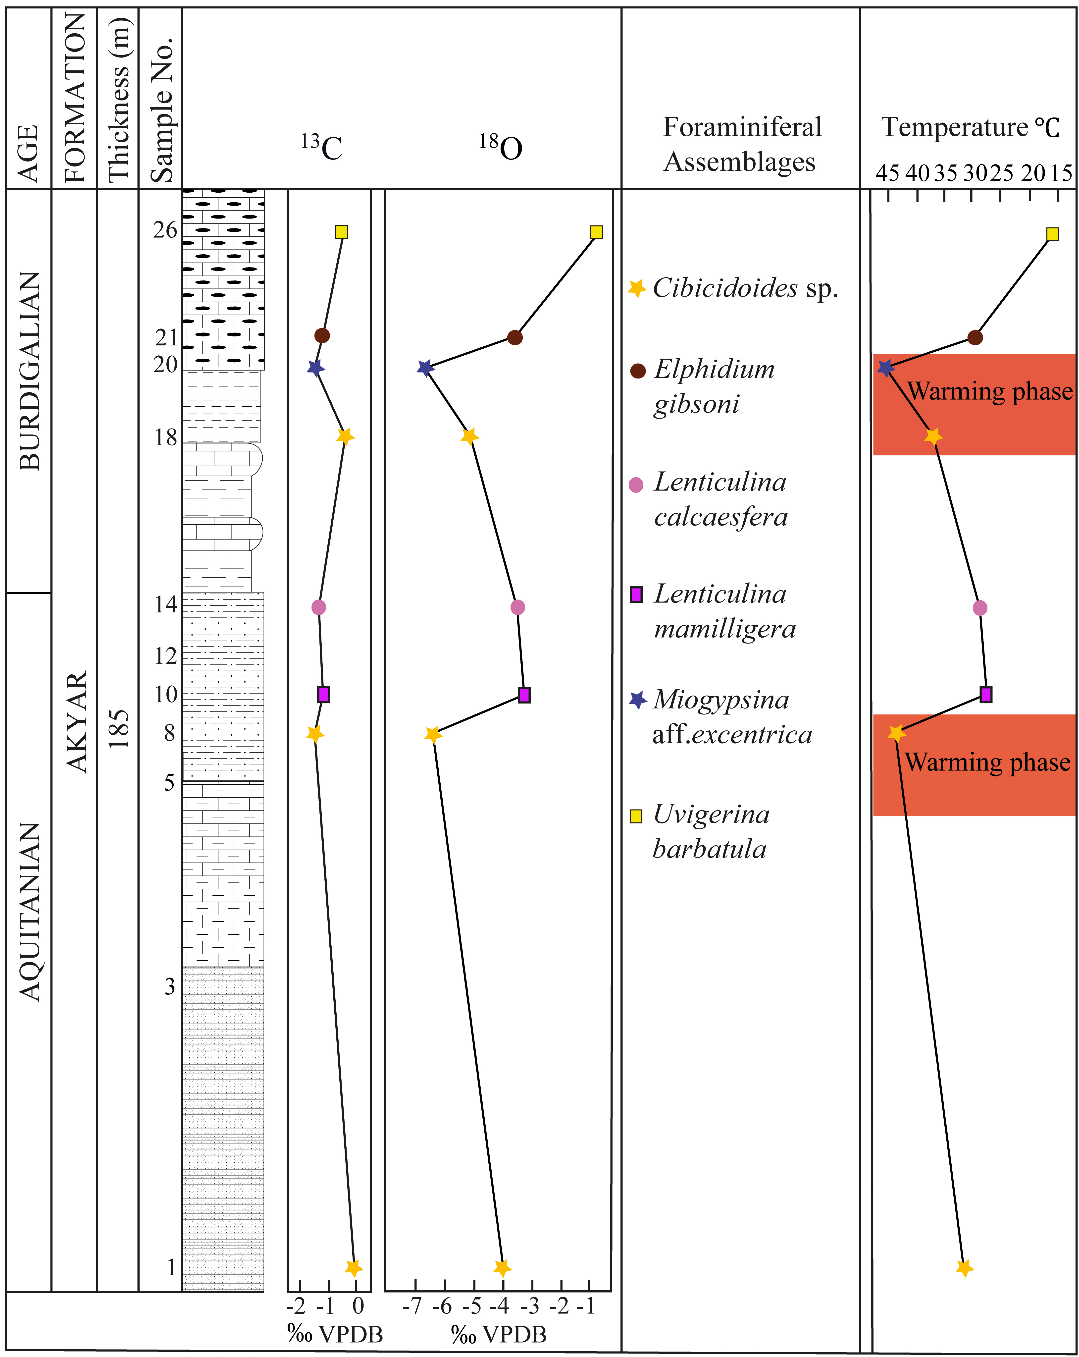 AGE
FORMATION
Thickness (m)
Sample No.
13C
18O
Foraminiferal
Assemblages
Temperature °C
45 40 35 30 25 20 15
BURDIGALIAN
AQUITANIAN
AKYAR
185
26
21
20
18
14
12
10
8
5
3
1
Cibicidoides sp.
Elphidium
gibsoni
Lenticulina
calcaesfera
Lenticulina
mamilligera
Miogypsina
aff.excentrica
Uvigerina
barbatula
Warming phase
Warming phase
-2 -1 0
‰ VPDB
-7 -6 -5 -4 -3 -2 -1
‰ VPDB